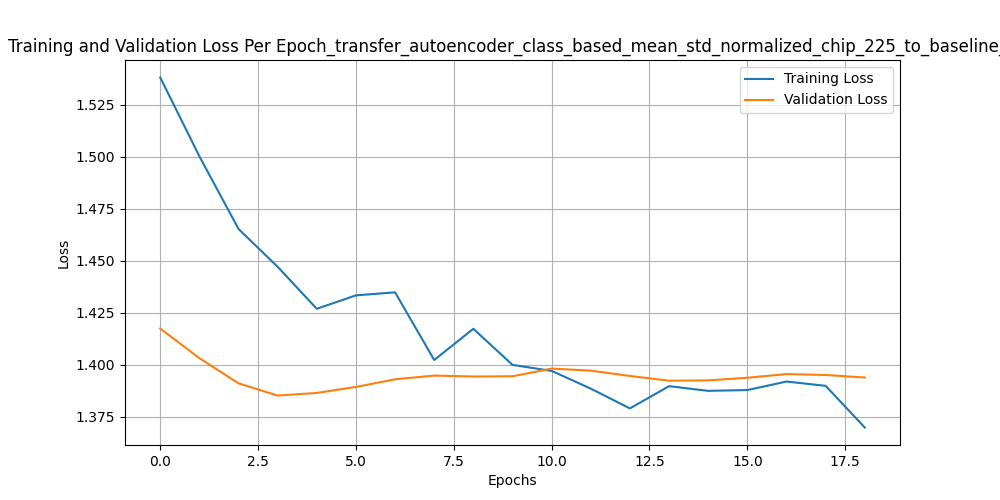 Training and Validation Loss Per Epoch_transfer_autoencoder_class_based_mean_std_normalized_chip_225_to_baseline_
Training Loss
Validation Loss
1.525
1.500
1.475
1.450
1.425
1.400
1.375
Loss
0.0 2.5 5.0 7.5 10.0 12.5 15.0 17.5
Epochs